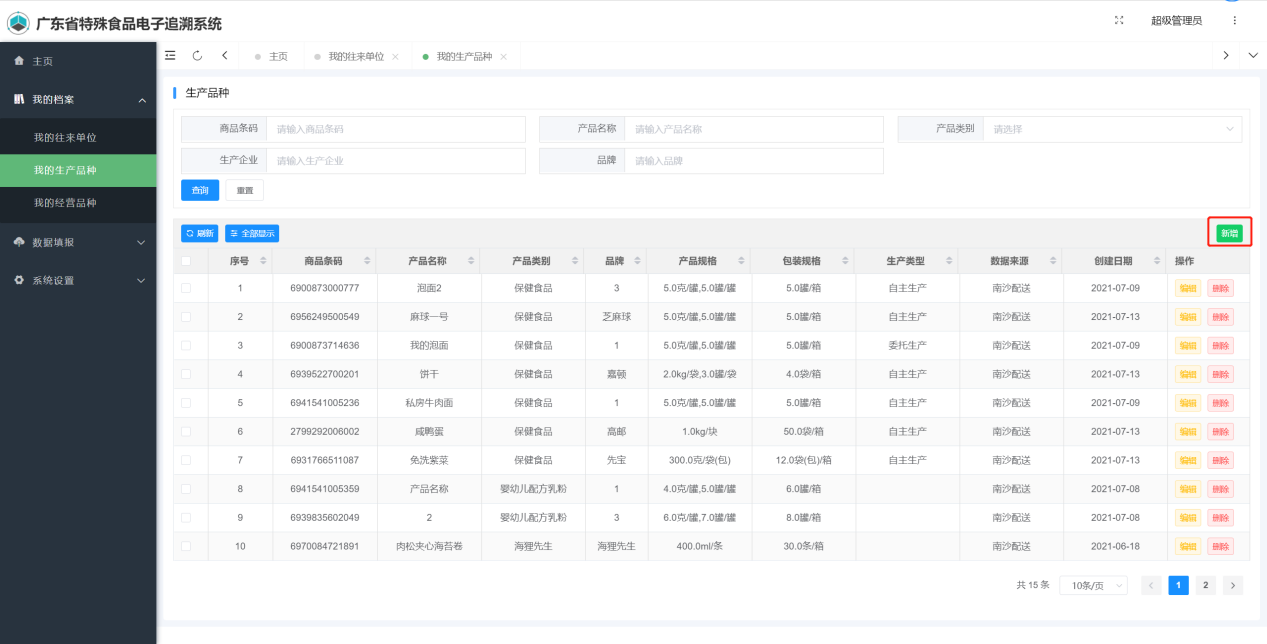 广东省特殊食品电子追溯系统 超级管理员
主页 主页 我的往来单位 我的生产品种
我的档案 生产品种
我的往来单位
我的生产品种
我的经营品种
数据填报
系统设置
商品条码 请输入商品条码 产品名称 请输入产品名称 产品类别 请选择
生产企业 请输入生产企业 品牌 请输入品牌
查询 重置
刷新 全部显示 新增
序号 商品条码 产品名称 产品类别 品牌 产品规格 包装规格 生产类型 数据来源 创建日期 操作
1 6900873000777 泡面2 保健食品 3 5.0克/罐,5.0罐/罐 5.0罐/箱 自主生产 南沙配送 2021-07-09 编辑 删除
2 6956249500549 麻球一号 保健食品 芝麻球 5.0克/罐,5.0罐/罐 5.0罐/箱 自主生产 南沙配送 2021-07-13 编辑 删除
3 6900873714636 我的泡面 保健食品 1 5.0克/罐,5.0罐/罐 5.0罐/箱 委托生产 南沙配送 2021-07-09 编辑 删除
4 6939522700201 饼干 保健食品 嘉顿 2.0kg/袋,3.0罐/袋 4.0袋/箱 自主生产 南沙配送 2021-07-13 编辑 删除
5 6941541005236 私房牛肉面 保健食品 1 5.0克/罐,5.0罐/罐 5.0罐/箱 自主生产 南沙配送 2021-07-09 编辑 删除
6 2799292006002 咸鸭蛋 保健食品 高邮 1.0kg/块 50.0袋/箱 自主生产 南沙配送 2021-07-13 编辑 删除
7 6931766511087 免洗紫菜 保健食品 先宝 300.0克/袋(包) 12.0袋(包)/箱 自主生产 南沙配送 2021-07-13 编辑 删除
8 6941541005359 产品名称 婴幼儿配方乳粉 1 4.0克/罐,5.0罐/罐 6.0罐/箱 南沙配送 2021-07-08 编辑 删除
9 6939835602049 2 婴幼儿配方乳粉 3 6.0克/罐,7.0罐/罐 8.0罐/箱 南沙配送 2021-07-08 编辑 删除
10 6970084721891 肉松夹心海苔卷 海狸先生 海狸先生 400.0ml/条 30.0条/箱 南沙配送 2021-06-18 编辑 删除
共 15 条 10条/页 1 2